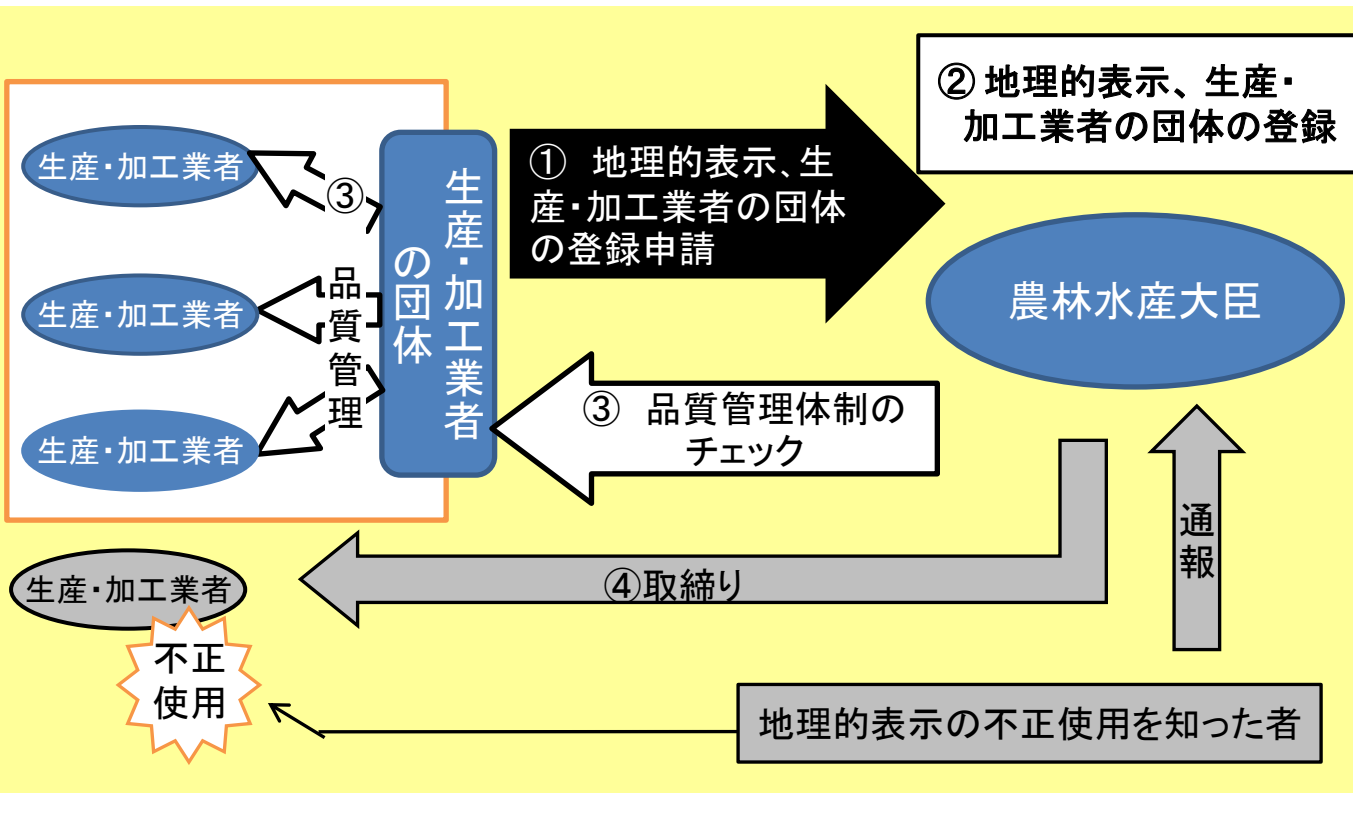 ② 地理的表示、生産・
加工業者の団体の登録
① 地理的表示、生
産・加工業者の団体
の登録申請
生産・加工業者
③
生産・加工業者
の団体
生産・加工業者
品質管理
生産・加工業者
農林水産大臣
③ 品質管理体制の
チェック
通報
④取締り
生産・加工業者
不正
使用
地理的表示の不正使用を知った者